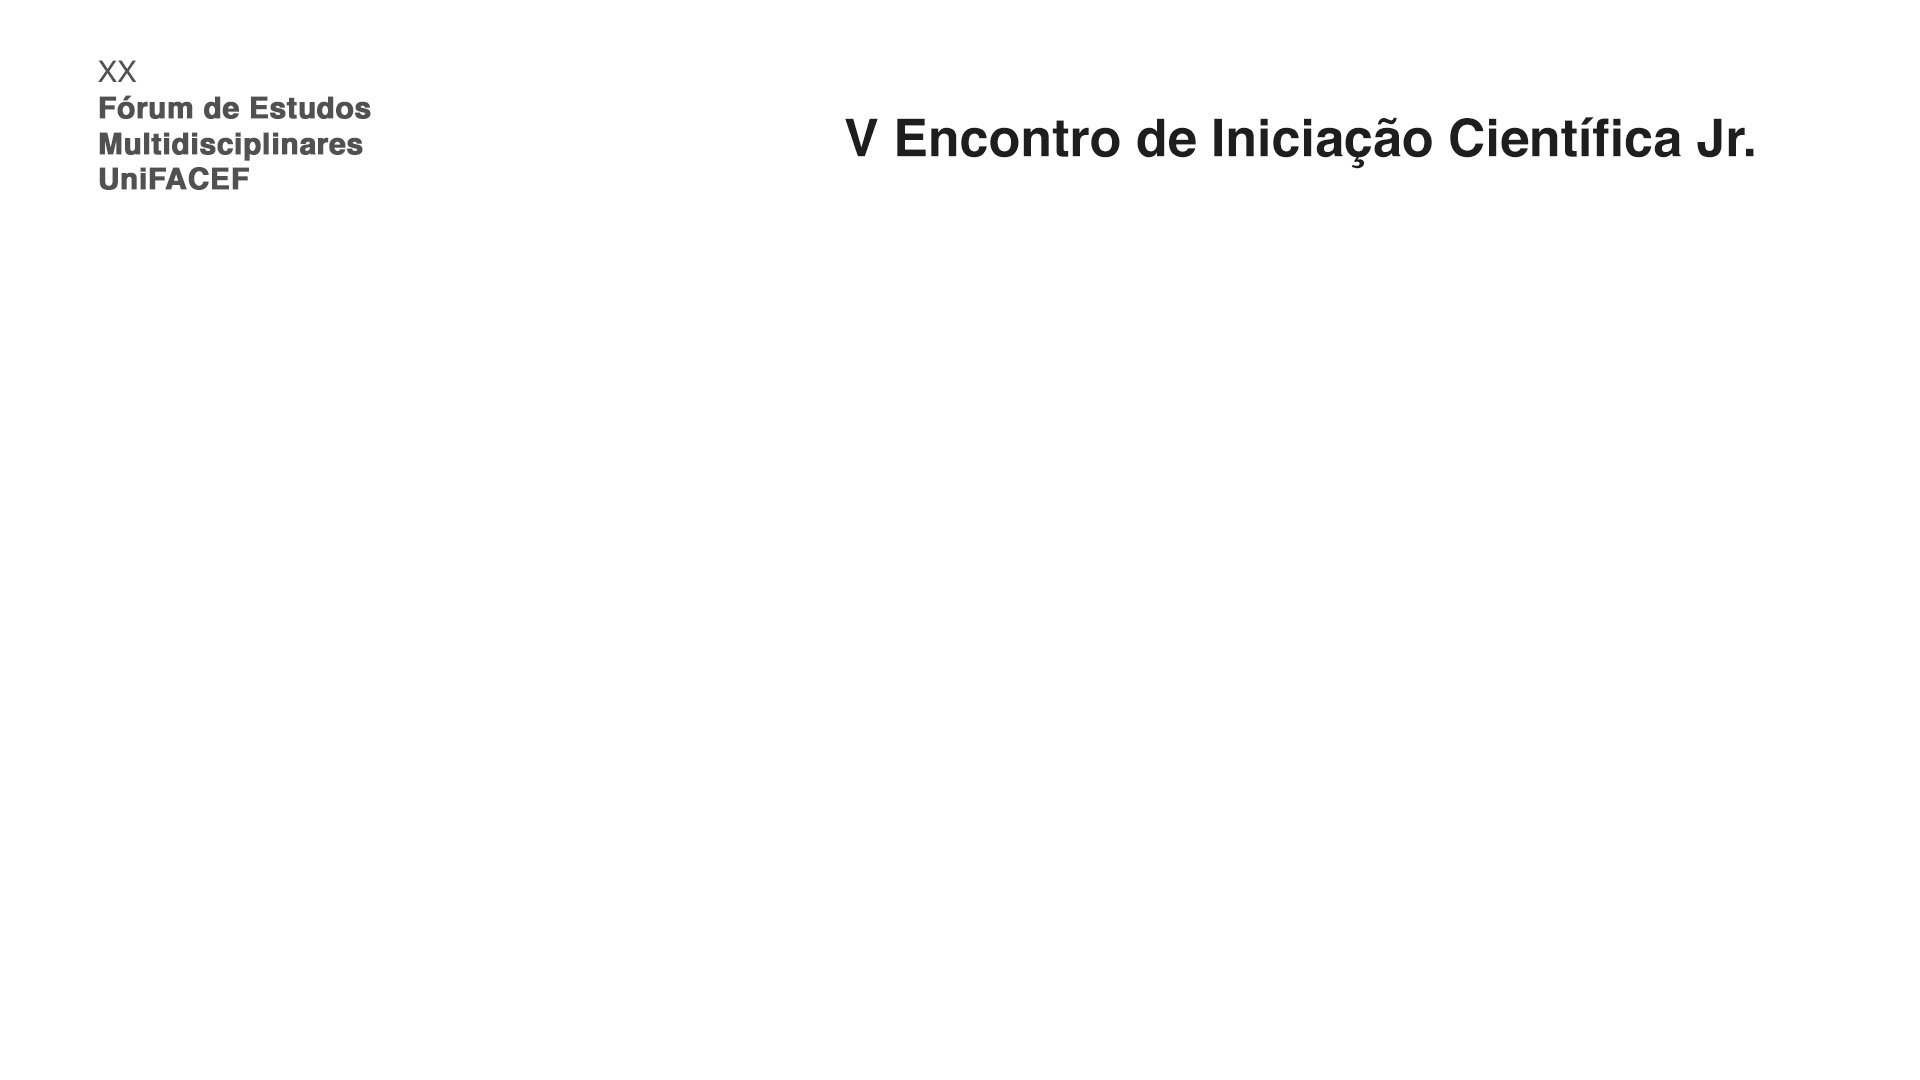 XX
Fórum de Estudos
Multidisciplinares
UniFACEF
V Encontro de Iniciação Científica Jr.